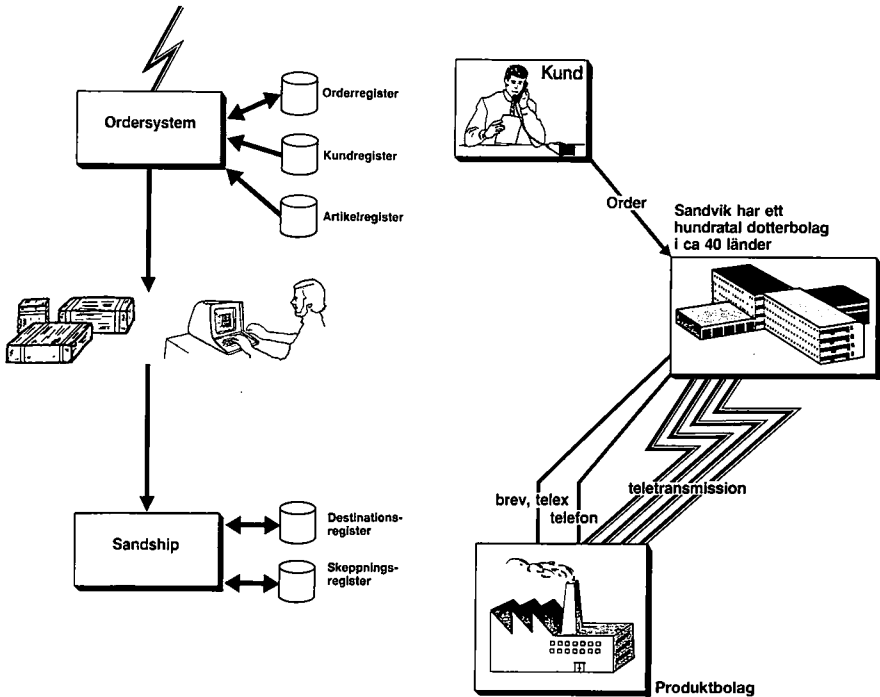 Ordersystem
Orderregister
Kundregister
Artikelregister
Sandship
Destinations-
register
Skeppnings-
register
Kund
Order
Sandvik har ett
hundratal dotterbolag
i ca 40 länder
brev, telex
telefon
teletransmission
Produktbolag